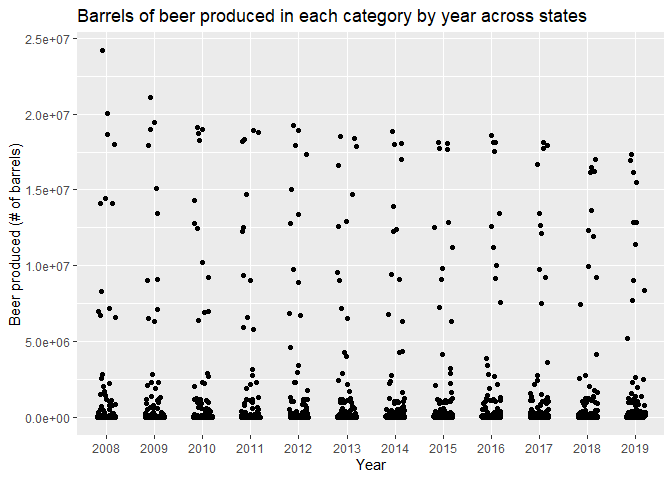 Barrels of beer produced in each category by year across states
Beer produced (# of barrels)
2.5e+07
2.0e+07
1.5e+07
1.0e+07
5.0e+06
0.0e+00
2008 2009 2010 2011 2012 2013 2014 2015 2016 2017 2018 2019
Year